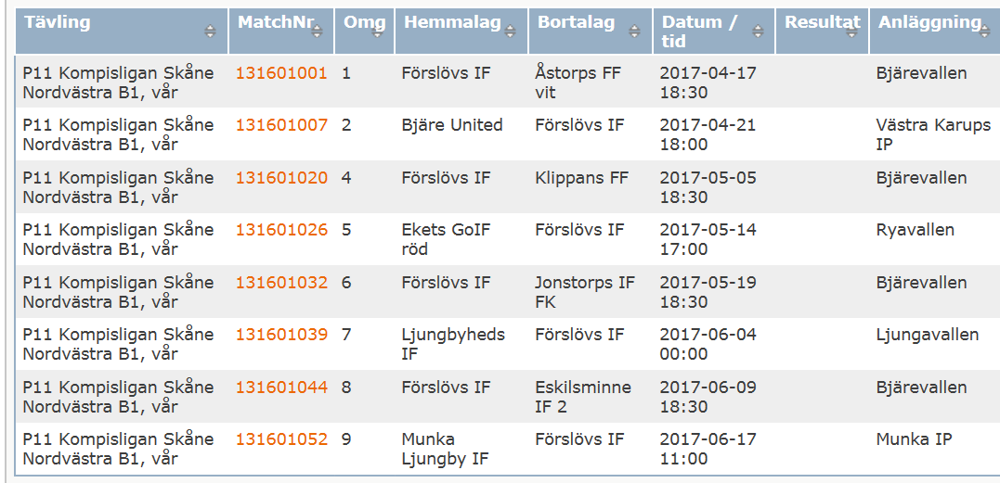 Tävling MatchNr Omg Hemmalag Bortalag Datum / tid Resultat Anläggning
P11 Kompisligan Skåne Nordvästra B1, vår 131601001 1 Förslövs IF Åstorps FF vit 2017-04-17 18:30 Bjärevallen
P11 Kompisligan Skåne Nordvästra B1, vår 131601007 2 Bjäre United Förslövs IF 2017-04-21 18:00 Västra Karups IP
P11 Kompisligan Skåne Nordvästra B1, vår 131601020 4 Förslövs IF Klippans FF 2017-05-05 18:30 Bjärevallen
P11 Kompisligan Skåne Nordvästra B1, vår 131601026 5 Ekets GoIF röd Förslövs IF 2017-05-14 17:00 Ryavallen
P11 Kompisligan Skåne Nordvästra B1, vår 131601032 6 Förslövs IF Jonstorps IF FK 2017-05-19 18:30 Bjärevallen
P11 Kompisligan Skåne Nordvästra B1, vår 131601039 7 Ljungbyheds IF Förslövs IF 2017-06-04 00:00 Ljungavallen
P11 Kompisligan Skåne Nordvästra B1, vår 131601044 8 Förslövs IF Eskilsminne IF 2 2017-06-09 18:30 Bjärevallen
P11 Kompisligan Skåne Nordvästra B1, vår 131601052 9 Munka Ljungby IF Förslövs IF 2017-06-17 11:00 Munka IP